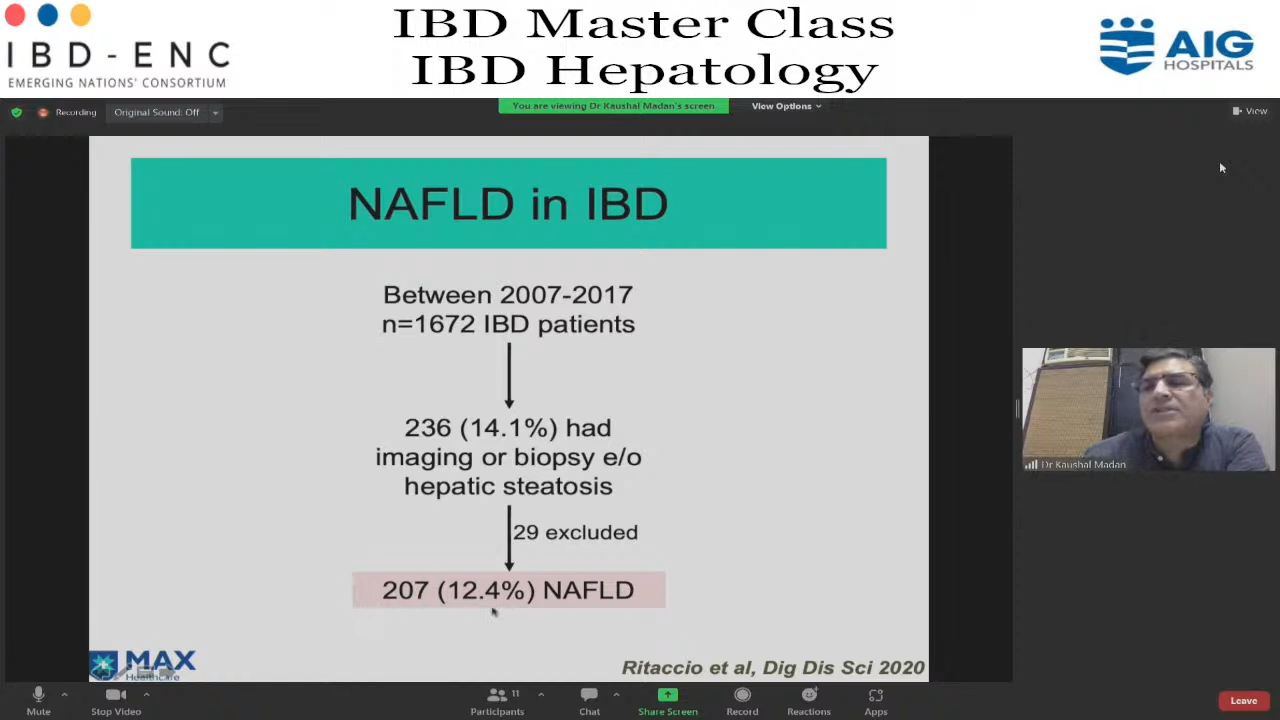 IBD Master Class
IBD Hepatology
IBD-ENC
EMERGING NATIONS' CONSORTIUM
AIG
HOSPITALS
Recording
Original Sound: Off
You are viewing Dr Kaushal Madan's screen
View Options
View
NAFLD in IBD
Between 2007-2017
n=1672 IBD patients
236 (14.1%) had
imaging or biopsy e/o
hepatic steatosis
29 excluded
207 (12.4%) NAFLD
Dr Kaushal Madan
MAX
Healthcare
Ritaccio et al, Dig Dis Sci 2020
Mute
Stop Video
11
Participants
Chat
Share Screen
Record
Reactions
Apps
Leave